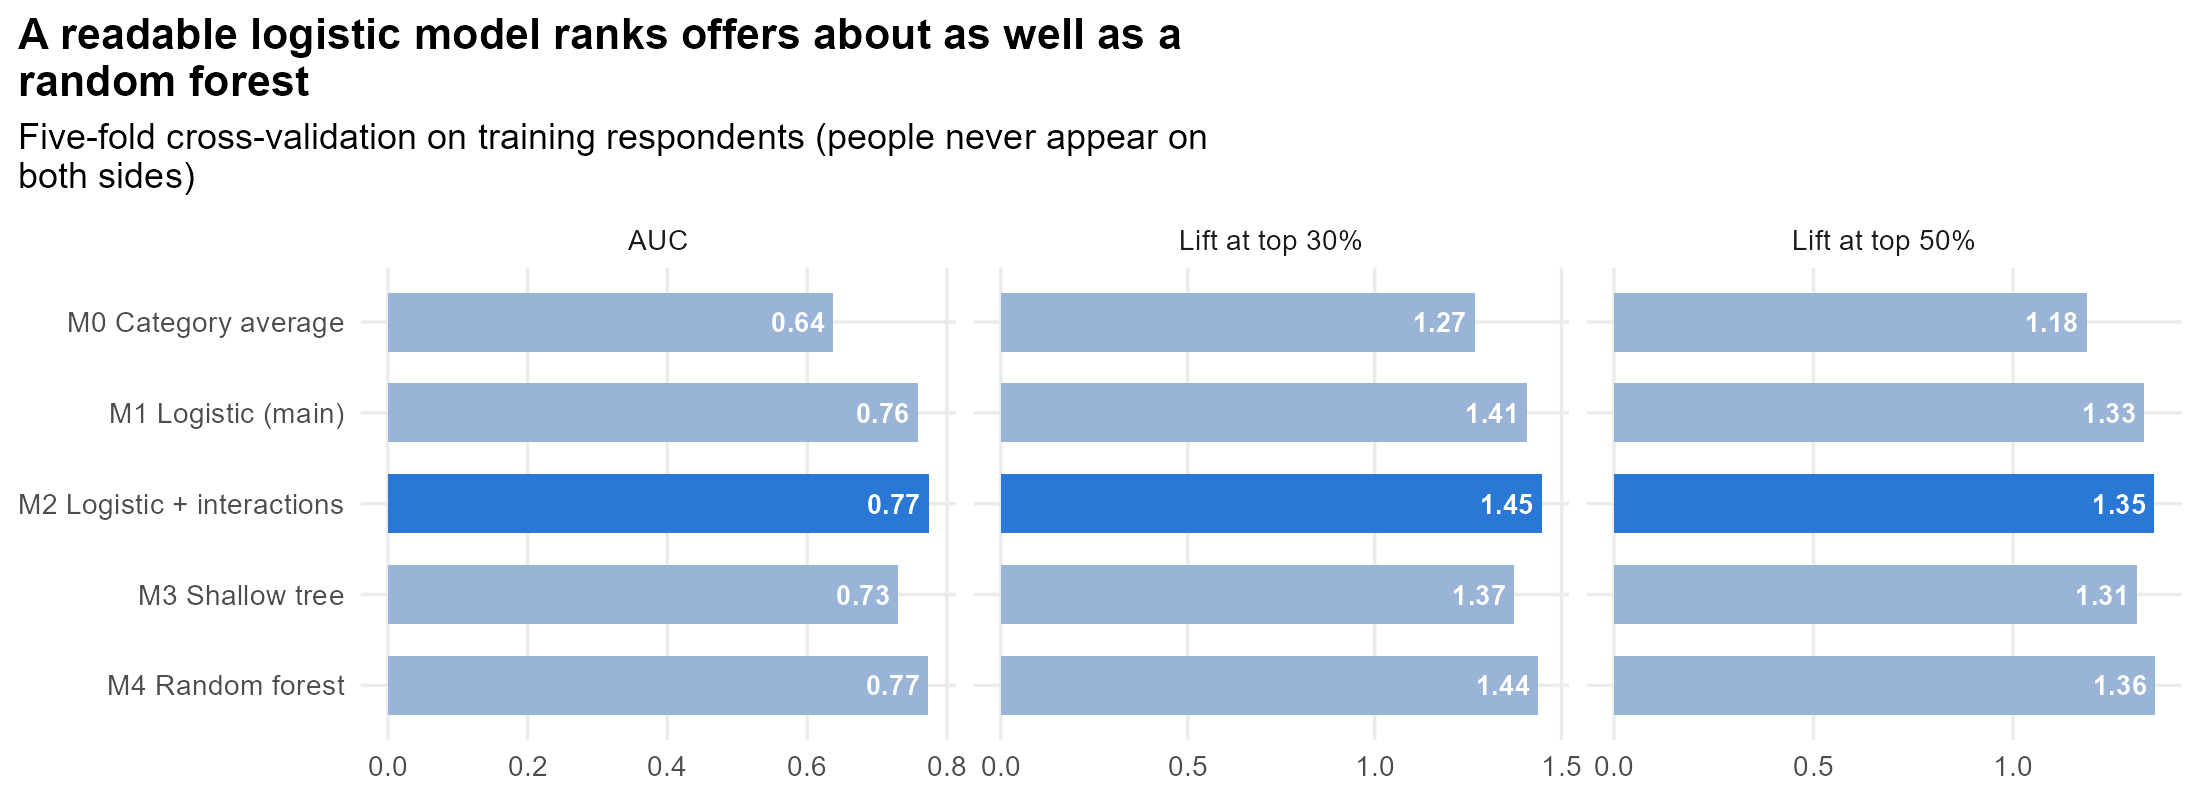 A readable logistic model ranks offers about as well as a
random forest
Five-fold cross-validation on training respondents (people never appear on
both sides)
AUC
Lift at top 30%
Lift at top 50%
M0 Category average
0.64
1.27
1.18
M1 Logistic (main)
0.76
1.41
1.33
M2 Logistic + interactions
0.77
1.45
1.35
M3 Shallow tree
0.73
1.37
1.31
M4 Random forest
0.77
1.44
1.36
0.0 0.2 0.4 0.6 0.8
0.0 0.5 1.0 1.5
0.0 0.5 1.0